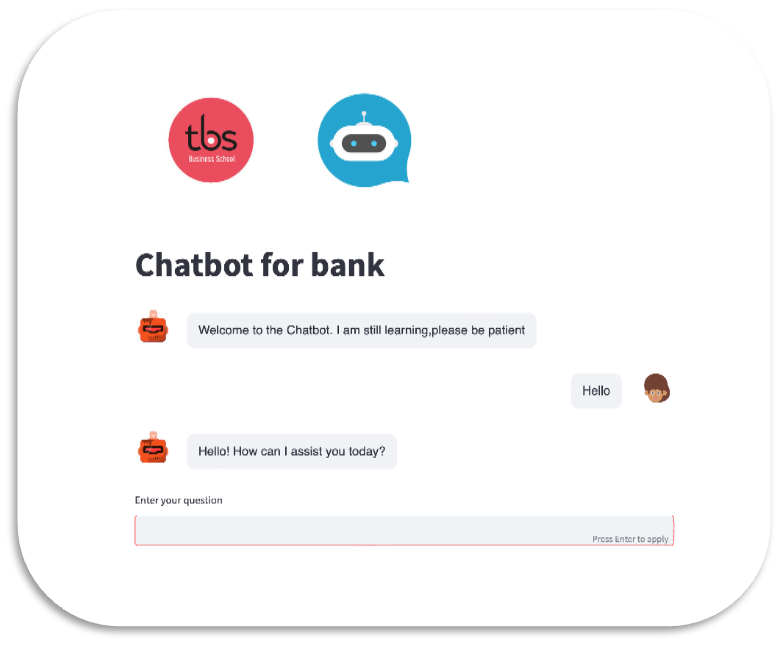 tbs
Business School
Chatbot for bank
Welcome to the Chatbot. I am still learning,please be patient
Hello
Hello! How can I assist you today?
Enter your question
Press Enter to apply